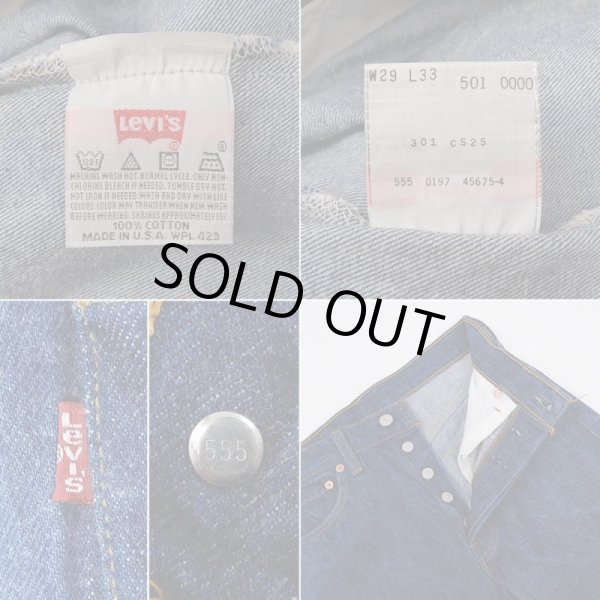 Levi's
120F
MACHINE WASH HOT, NORMAL CYCLE. ONLY NON-
CHLORINE BLEACH IF NEEDED. TUMBLE DRY HOT.
HOT IRON IF NEEDED. WASH AND DRY WITH LIKE
COLORS. COLOR MAY TRANSFER WHEN NEW. WASH
BEFORE WEARING. SHRINKS APPROXIMATELY 10%
100% COTTON
MADE IN U.S.A. WPL 423
W29 L33 501 0000
301 cS25
555 0197 45675-4
SOLD OUT
Levi's
555